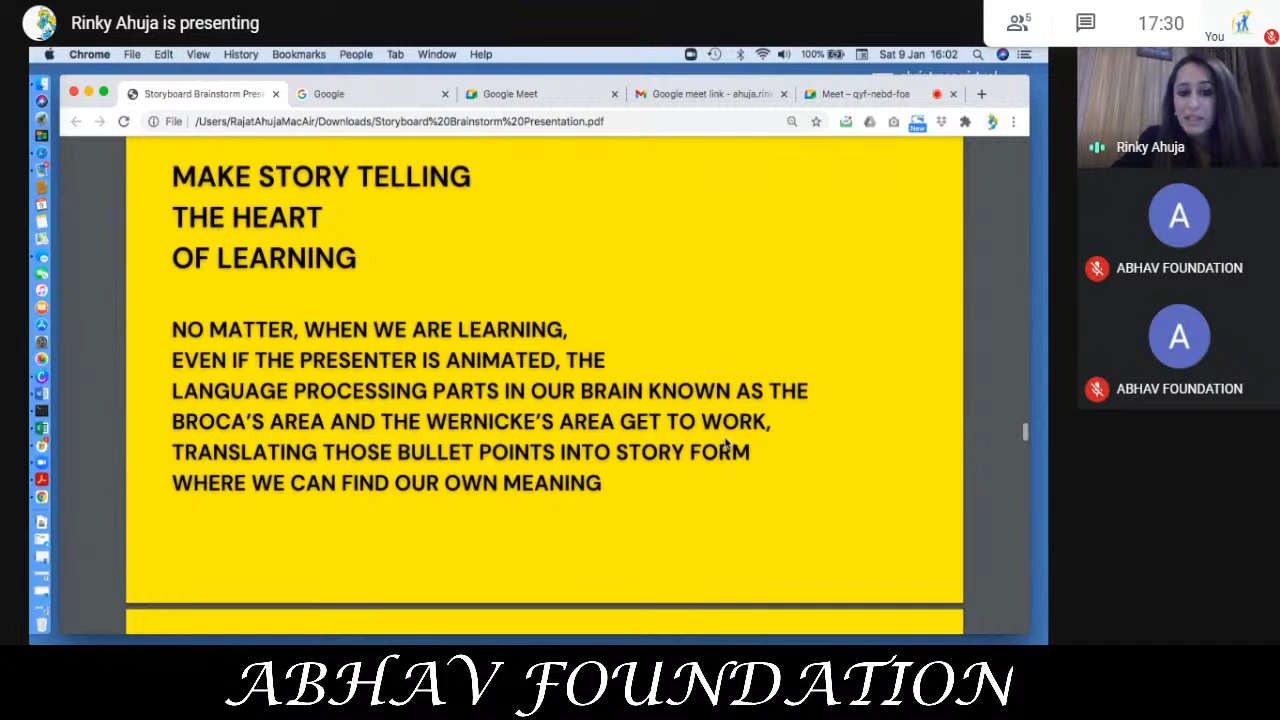 Rinky Ahuja is presenting
5
17:30
You
Chrome File Edit View History Bookmarks People Tab Window Help
100%
Sat 9 Jan 16:02
Storyboard Brainstorm Prese
Google
Google Meet
Google meet link - ahuja.rink
Meet - qyf-nebd-foa
File
/Users/RajatAhujaMacAir/Downloads/Storyboard%20Brainstorm%20Presentation.pdf
New
MAKE STORY TELLING
THE HEART
OF LEARNING
NO MATTER, WHEN WE ARE LEARNING,
EVEN IF THE PRESENTER IS ANIMATED, THE
LANGUAGE PROCESSING PARTS IN OUR BRAIN KNOWN AS THE
BROCA'S AREA AND THE WERNICKE'S AREA GET TO WORK,
TRANSLATING THOSE BULLET POINTS INTO STORY FORM
WHERE WE CAN FIND OUR OWN MEANING
Rinky Ahuja
A
ABHAV FOUNDATION
A
ABHAV FOUNDATION
ABHAV FOUNDATION